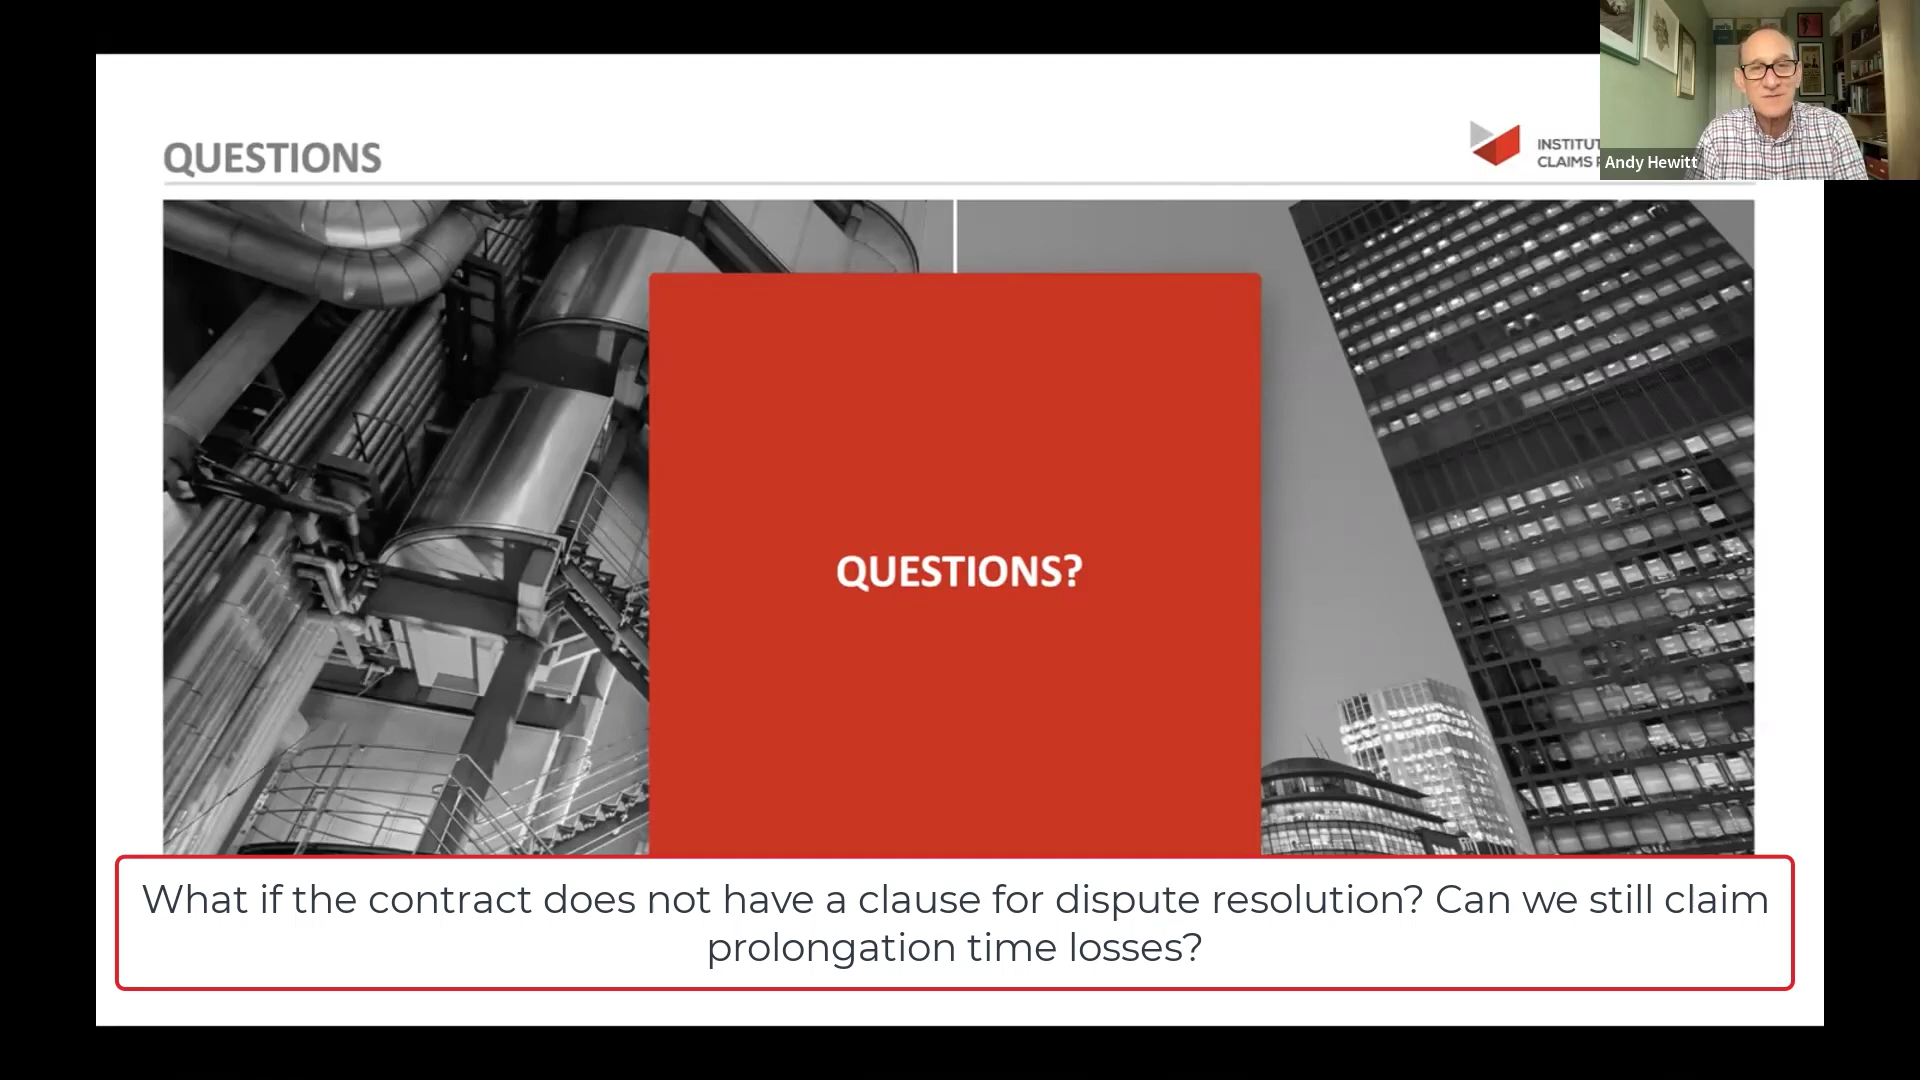 QUESTIONS
CLAIMS
Andy Hewitt
QUESTIONS?
What if the contract does not have a clause for dispute resolution? Can we still claim
prolongation time losses?